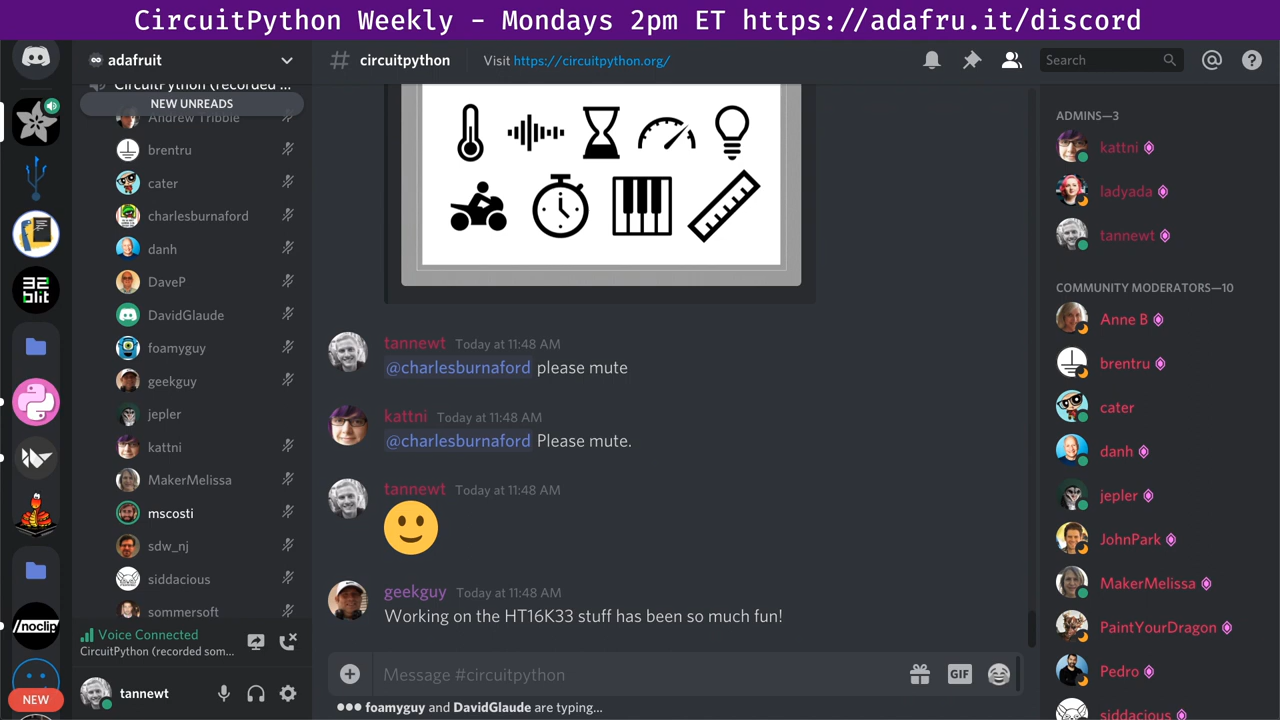 CircuitPython Weekly - Mondays 2pm ET https://adafru.it/discord
adafruit
CircuitPython (recorded ...
NEW UNREADS
Andrew Tribble
brentru
cater
charlesburnaford
danh
DaveP
DavidGlaude
foamyguy
geekguy
jepler
kattni
MakerMelissa
mscosti
sdw_nj
siddacious
sommersoft
Voice Connected
CircuitPython (recorded som...
tannewt
32
blit
/noclip
NEW
# circuitpython
Visit https://circuitpython.org/
Search
tannewt Today at 11:48 AM
@charlesburnaford please mute
kattni Today at 11:48 AM
@charlesburnaford Please mute.
tannewt Today at 11:48 AM
geekguy Today at 11:48 AM
Working on the HT16K33 stuff has been so much fun!
Message #circuitpython
GIF
foamyguy and DavidGlaude are typing...
ADMINS—3
kattni
ladyada
tannewt
COMMUNITY MODERATORS—10
Anne B
brentru
cater
danh
jepler
JohnPark
MakerMelissa
PaintYourDragon
Pedro
siddacious